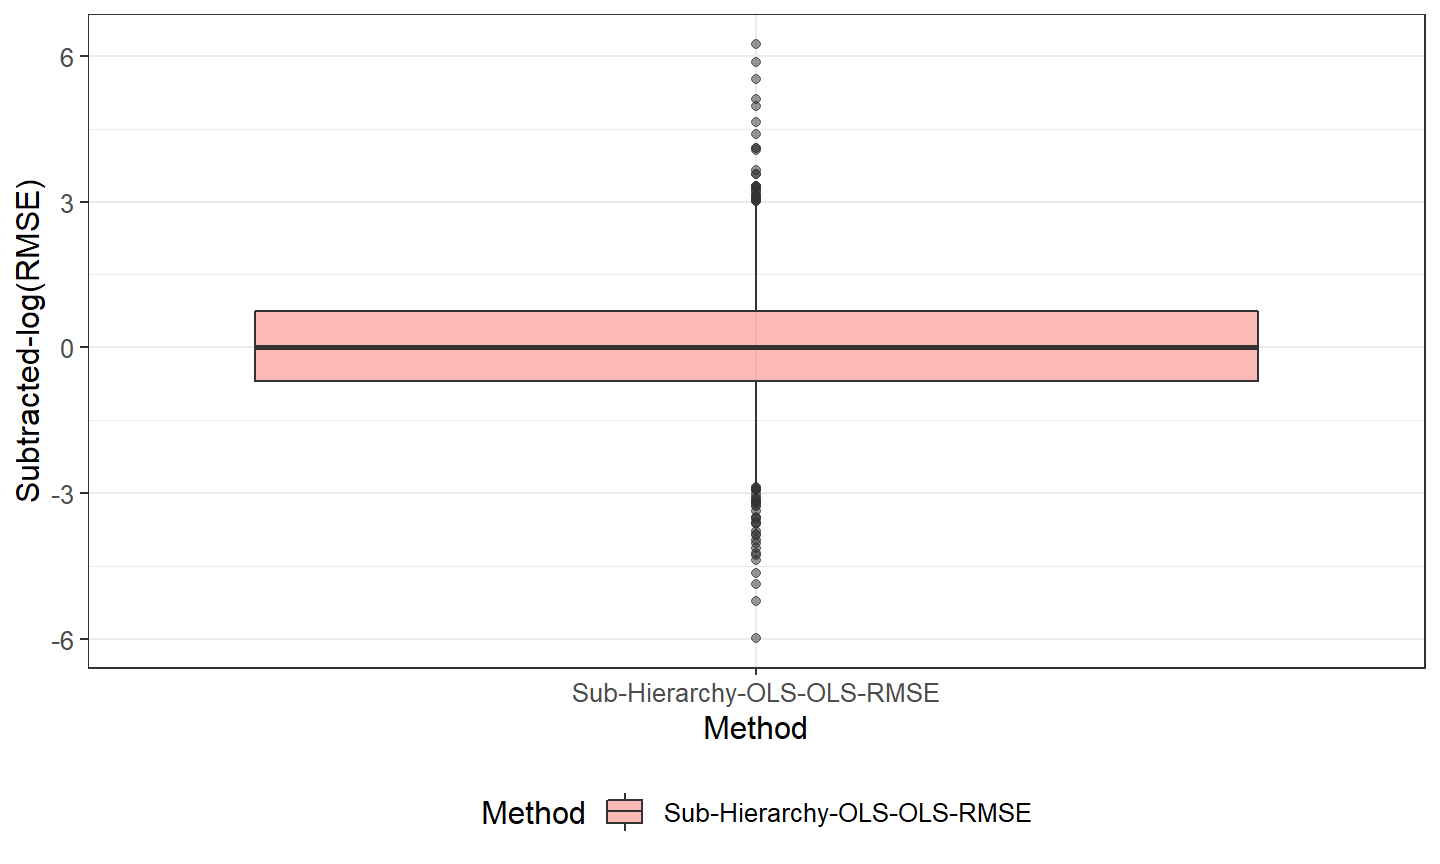 Subtracted-log(RMSE)
6
3
0
-3
-6
Sub-Hierarchy-OLS-OLS-RMSE
Method
Method Sub-Hierarchy-OLS-OLS-RMSE